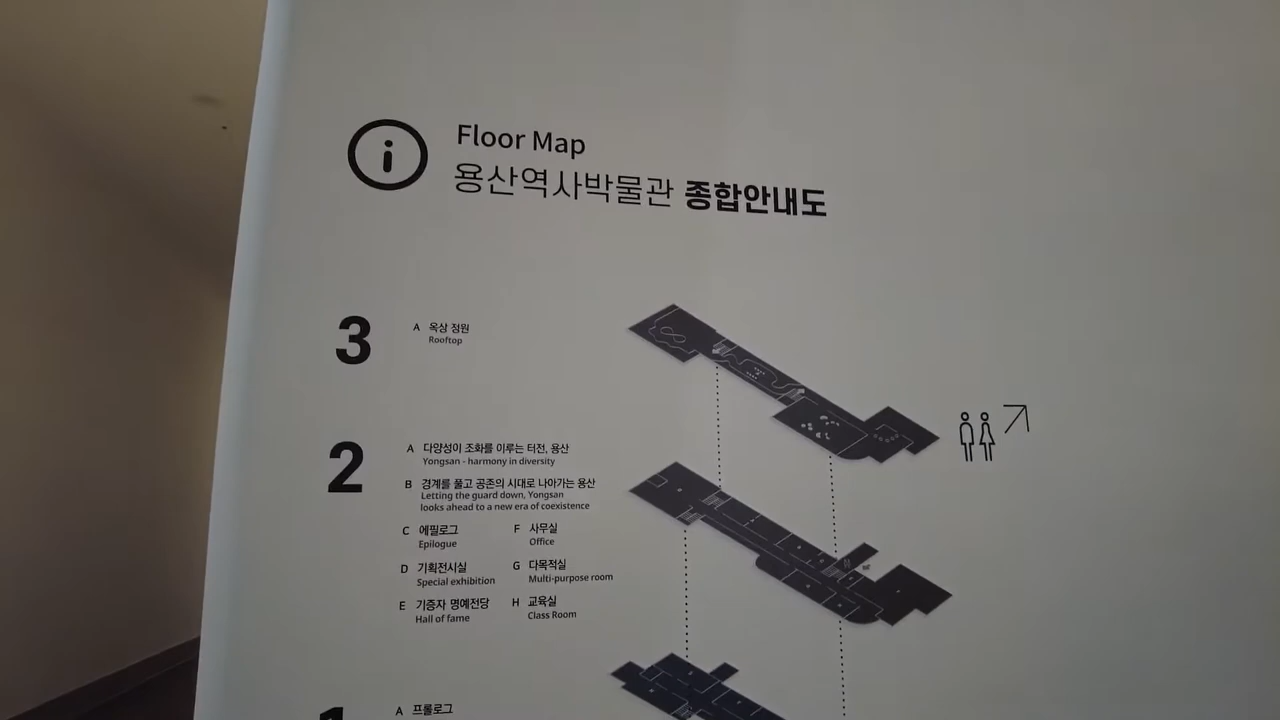 Floor Map
용산역사박물관 종합안내도
3
A 옥상 정원
Rooftop
2
A 다양성이 조화를 이루는 터전, 용산
Yongsan - harmony in diversity
B 경계를 풀고 공존의 시대로 나아가는 용산
Letting the guard down, Yongsan
looks ahead to a new era of coexistence
C 에필로그
Epilogue
F 사무실
Office
D 기획전시실
Special exhibition
G 다목적실
Multi-purpose room
E 기증자 명예전당
Hall of fame
H 교육실
Class Room
1
A 프롤로그